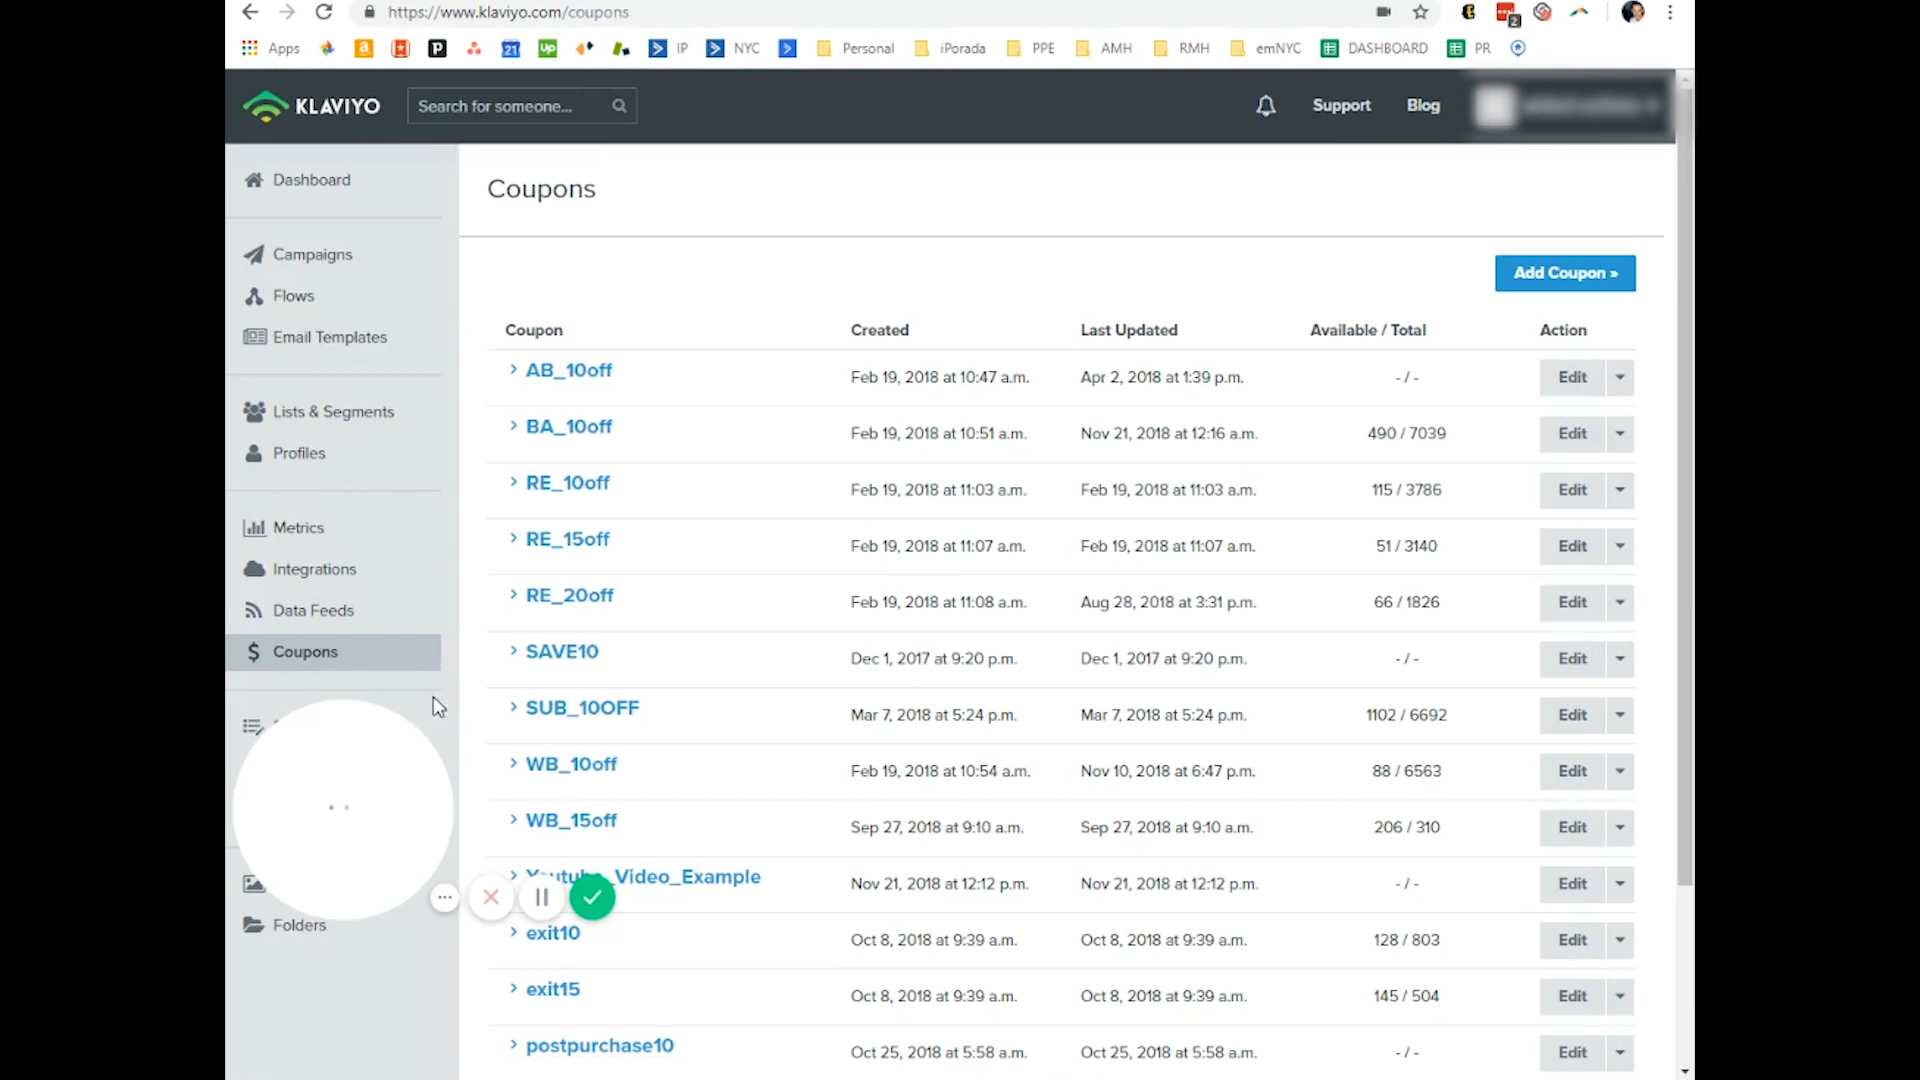 https://www.klaviyo.com/coupons
Apps
21
IP
NYC
Personal
iPorada
PPE
AMH
RMH
emNYC
DASHBOARD
PR
KLAVIYO
Search for someone...
Support
Blog
Dashboard
Campaigns
Flows
Email Templates
Lists & Segments
Profiles
Metrics
Integrations
Data Feeds
$ Coupons
Folders
Coupons
Add Coupon »
Coupon Created Last Updated Available / Total Action
AB_10off Feb 19, 2018 at 10:47 a.m. Apr 2, 2018 at 1:39 p.m. - / - Edit
BA_10off Feb 19, 2018 at 10:51 a.m. Nov 21, 2018 at 12:16 a.m. 490 / 7039 Edit
RE_10off Feb 19, 2018 at 11:03 a.m. Feb 19, 2018 at 11:03 a.m. 115 / 3786 Edit
RE_15off Feb 19, 2018 at 11:07 a.m. Feb 19, 2018 at 11:07 a.m. 51 / 3140 Edit
RE_20off Feb 19, 2018 at 11:08 a.m. Aug 28, 2018 at 3:31 p.m. 66 / 1826 Edit
SAVE10 Dec 1, 2017 at 9:20 p.m. Dec 1, 2017 at 9:20 p.m. - / - Edit
SUB_10OFF Mar 7, 2018 at 5:24 p.m. Mar 7, 2018 at 5:24 p.m. 1102 / 6692 Edit
WB_10off Feb 19, 2018 at 10:54 a.m. Nov 10, 2018 at 6:47 p.m. 88 / 6563 Edit
WB_15off Sep 27, 2018 at 9:10 a.m. Sep 27, 2018 at 9:10 a.m. 206 / 310 Edit
Youtube_Video_Example Nov 21, 2018 at 12:12 p.m. Nov 21, 2018 at 12:12 p.m. - / - Edit
exit10 Oct 8, 2018 at 9:39 a.m. Oct 8, 2018 at 9:39 a.m. 128 / 803 Edit
exit15 Oct 8, 2018 at 9:39 a.m. Oct 8, 2018 at 9:39 a.m. 145 / 504 Edit
postpurchase10 Oct 25, 2018 at 5:58 a.m. Oct 25, 2018 at 5:58 a.m. - / - Edit